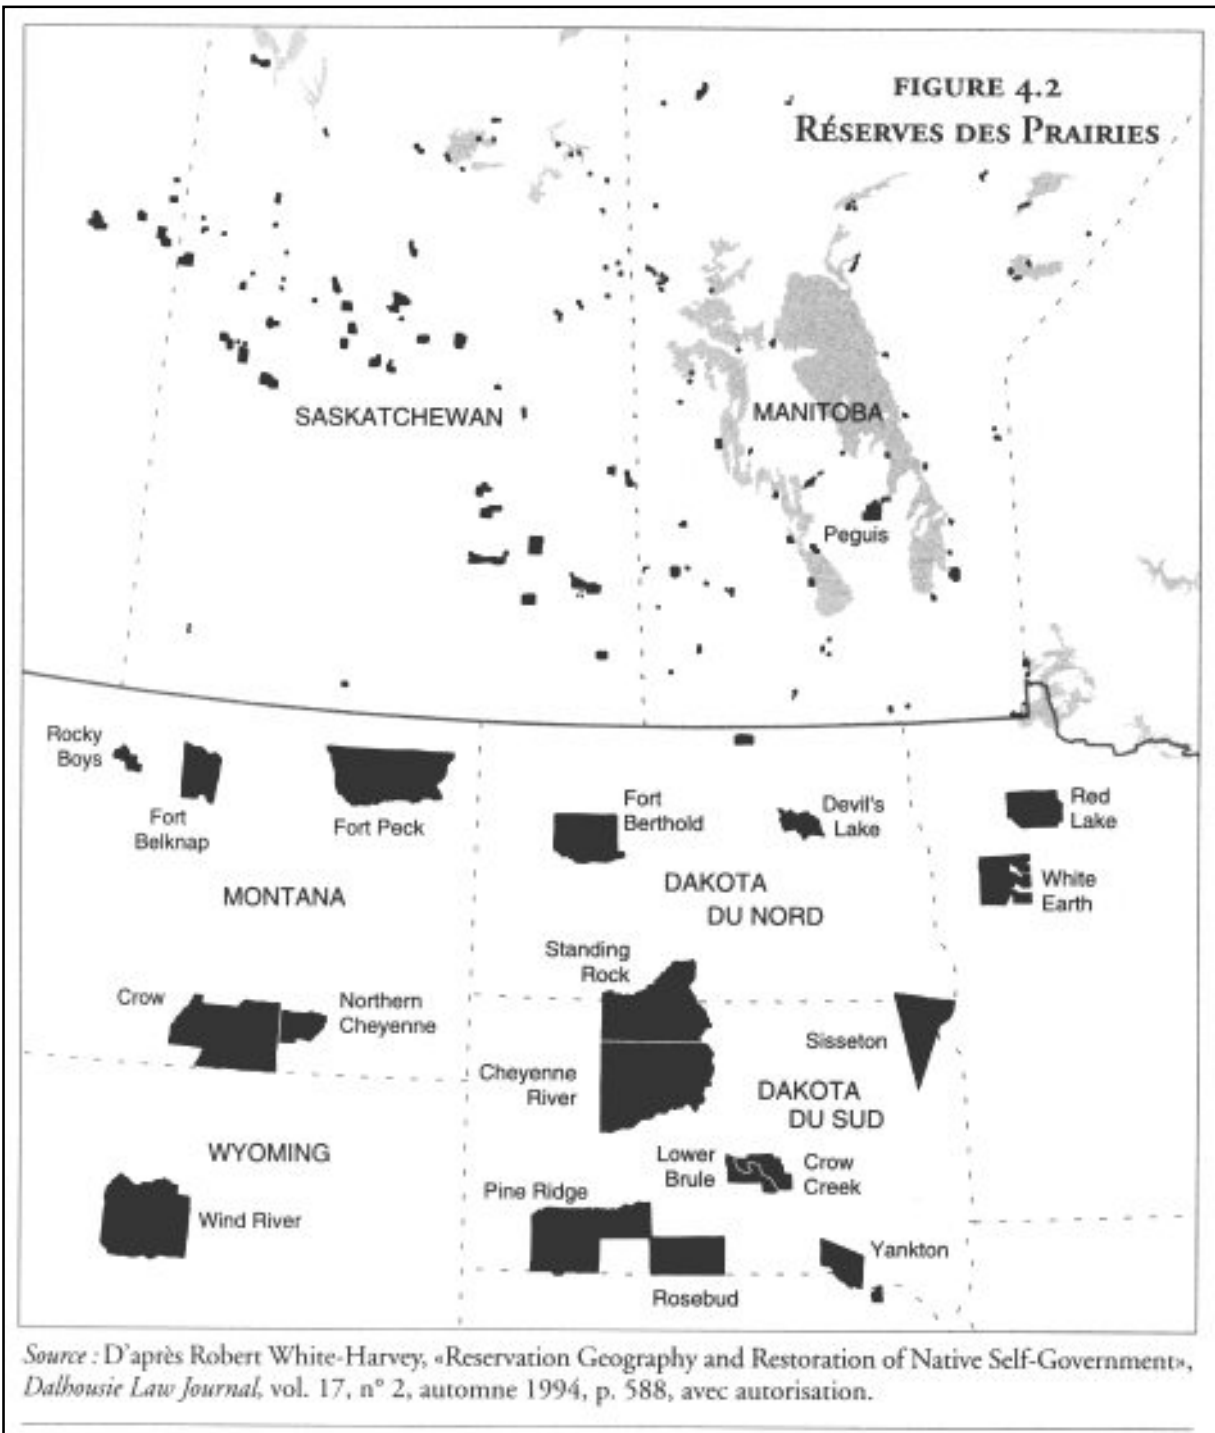 FIGURE 4.2
RÉSERVES DES PRAIRIES
SASKATCHEWAN
MANITOBA
Peguis
Rocky
Boys
Fort
Belknap
Fort Peck
Fort
Berthold
Devil's
Lake
Red
Lake
White
Earth
MONTANA
DAKOTA
DU NORD
Standing
Rock
Crow
Northern
Cheyenne
Sisseton
Cheyenne
River
DAKOTA
DU SUD
WYOMING
Lower
Brule
Crow
Creek
Pine Ridge
Wind River
Yankton
Rosebud
Source : D'après Robert White-Harvey, «Reservation Geography and Restoration of Native Self-Government»,
Dalhousie Law Journal, vol. 17, n° 2, automne 1994, p. 588, avec autorisation.